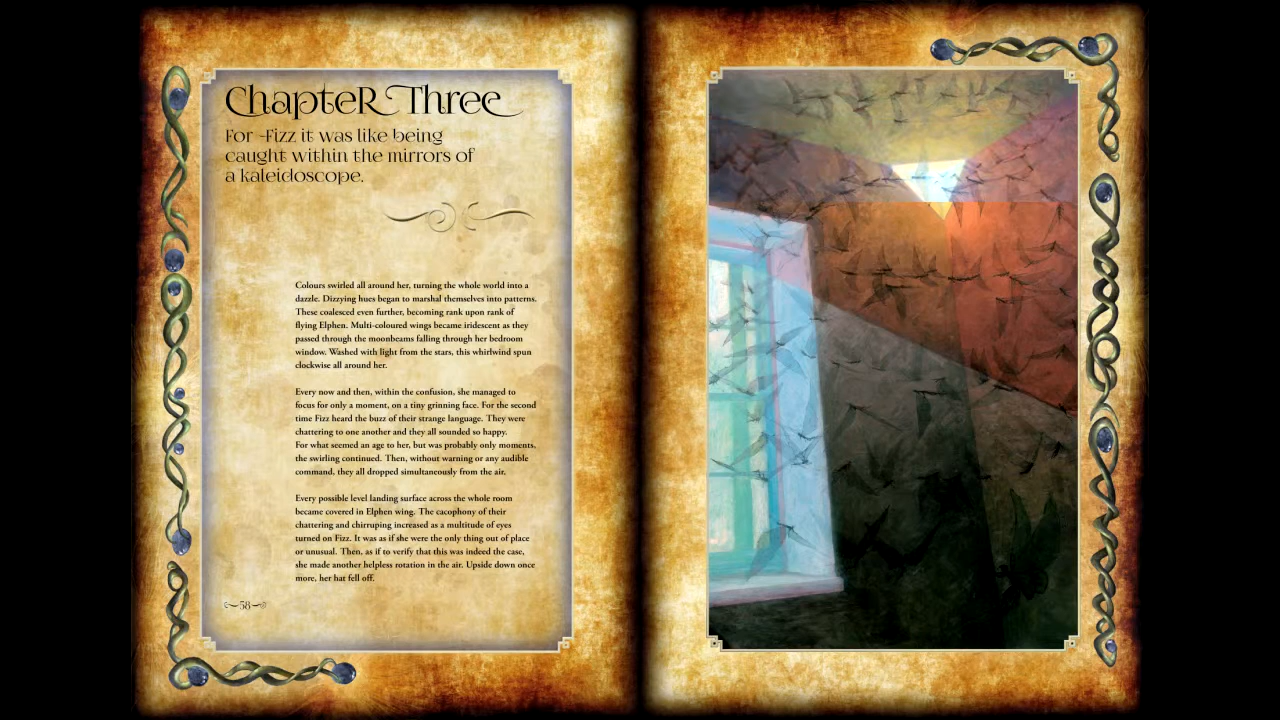 Chapter Three
For Fizz it was like being
caught within the mirrors of
a kaleidoscope.
Colours swirled all around her, turning the whole world into a
dazzle. Dizzying hues began to marshal themselves into patterns.
These coalesced even further, becoming rank upon rank of
flying Elphen. Multi-coloured wings became iridescent as they
passed through the moonbeams falling through her bedroom
window. Washed with light from the stars, this whirlwind spun
clockwise all around her.
Every now and then, within the confusion, she managed to
focus for only a moment, on a tiny grinning face. For the second
time Fizz heard the buzz of their strange language. They were
chattering to one another and they all sounded so happy.
For what seemed an age to her, but was probably only moments,
the swirling continued. Then, without warning or any audible
command, they all dropped simultaneously from the air.
Every possible level landing surface across the whole room
became covered in Elphen wing. The cacophony of their
chattering and chirruping increased as a multitude of eyes
turned on Fizz. It was as if she were the only thing out of place
or unusual. Then, as if to verify that this was indeed the case,
she made another helpless rotation in the air. Upside down once
more, her hat fell off.
58